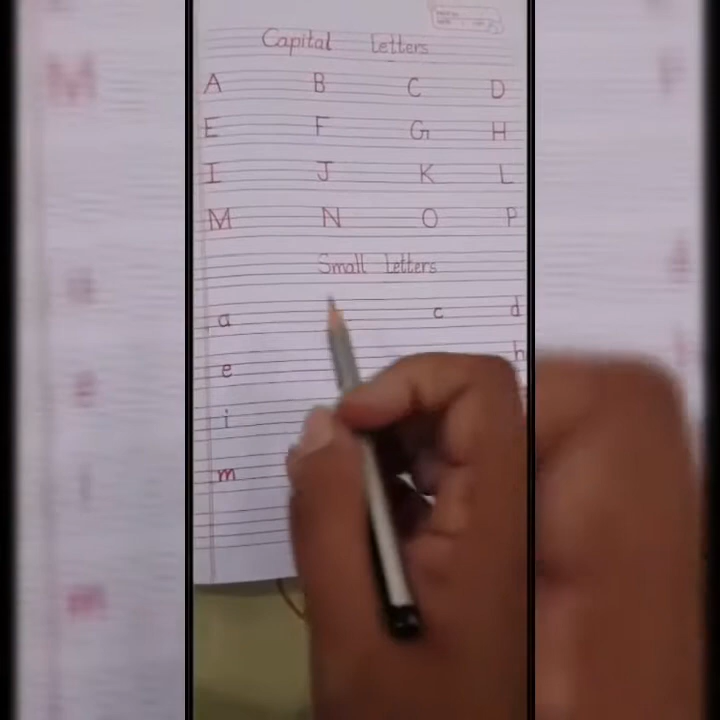 Capital Letters
A B C D
E F G H
I J K L
M N O P
Small Letters
a c d
e h
i
m